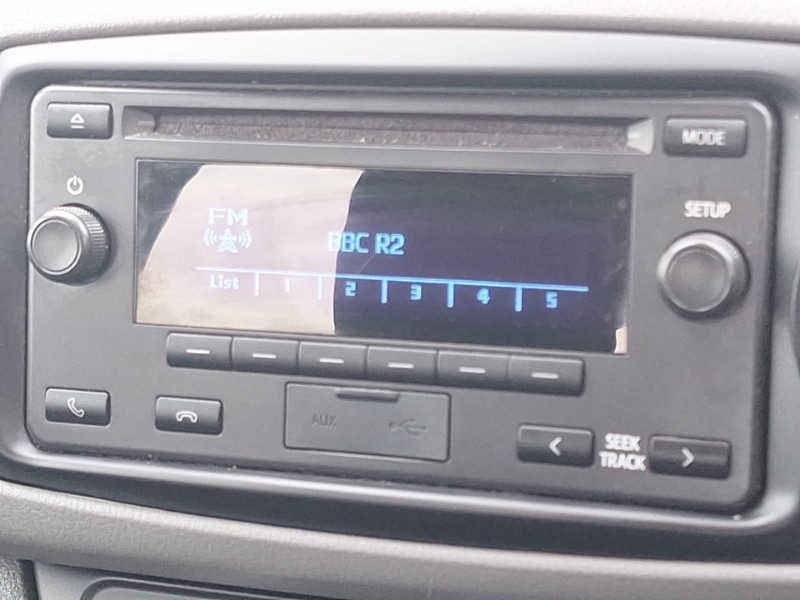 MODE
SETUP
FM
BBC R2
List 1 2 3 4 5
AUX
SEEK
TRACK